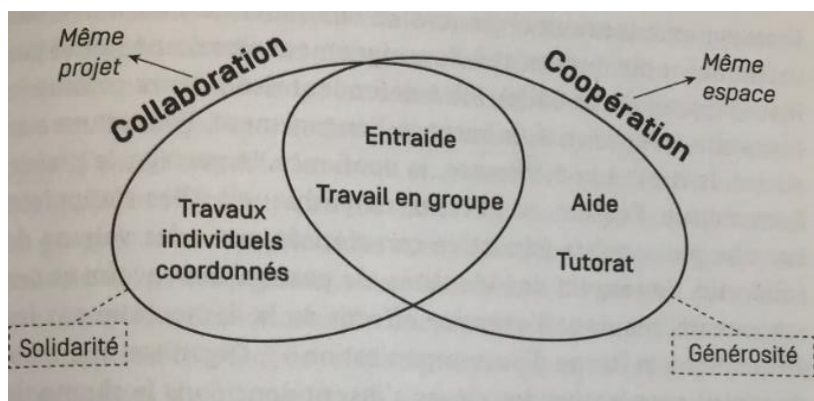 Même
projet
Collaboration
Coopération
Même
espace
Entraide
Travail en groupe
Travaux
individuels
coordonnés
Aide
Tutorat
Solidarité
Générosité